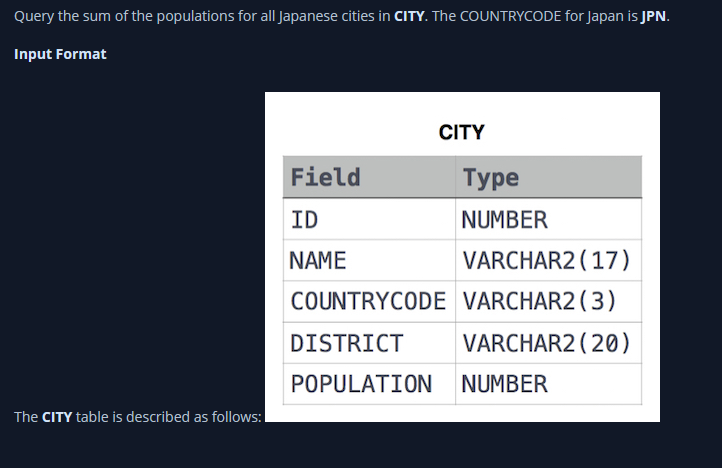 Query the sum of the populations for all Japanese cities in CITY. The COUNTRYCODE for Japan is JPN.
Input Format
CITY
Field Type
ID NUMBER
NAME VARCHAR2(17)
COUNTRYCODE VARCHAR2(3)
DISTRICT VARCHAR2(20)
POPULATION NUMBER
The CITY table is described as follows: